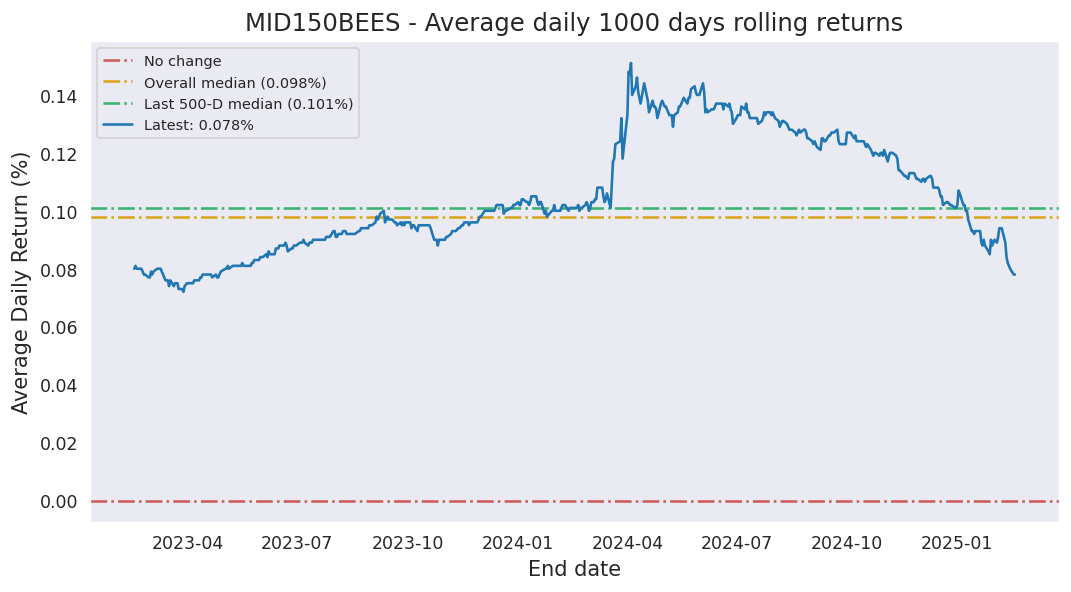 MID150BEES - Average daily 1000 days rolling returns
No change
Overall median (0.098%)
Last 500-D median (0.101%)
Latest: 0.078%
Average Daily Return (%)
0.14
0.12
0.10
0.08
0.06
0.04
0.02
0.00
2023-04 2023-07 2023-10 2024-01 2024-04 2024-07 2024-10 2025-01
End date